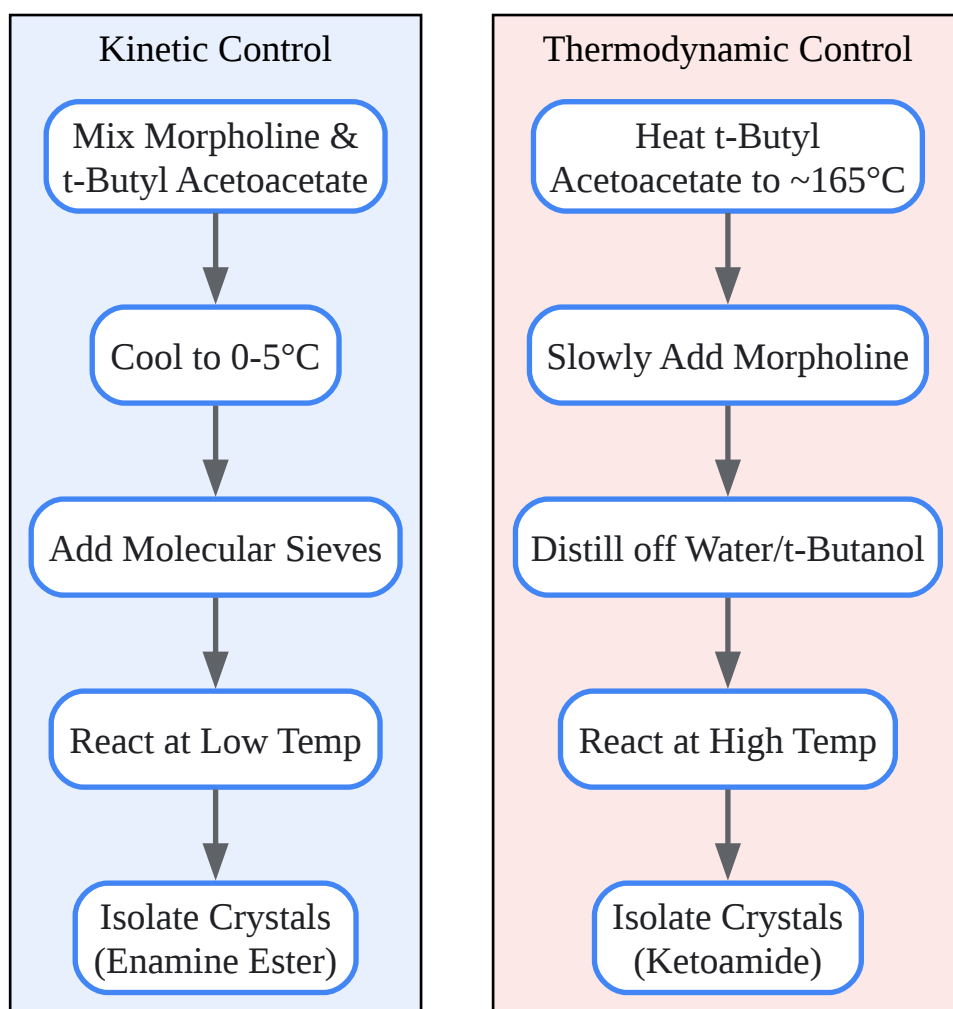 Kinetic Control
Mix Morpholine &
t-Butyl Acetoacetate
Cool to 0-5°C
Add Molecular Sieves
React at Low Temp
Isolate Crystals
(Enamine Ester)
Thermodynamic Control
Heat t-Butyl
Acetoacetate to ~165°C
Slowly Add Morpholine
Distill off Water/t-Butanol
React at High Temp
Isolate Crystals
(Ketoamide)